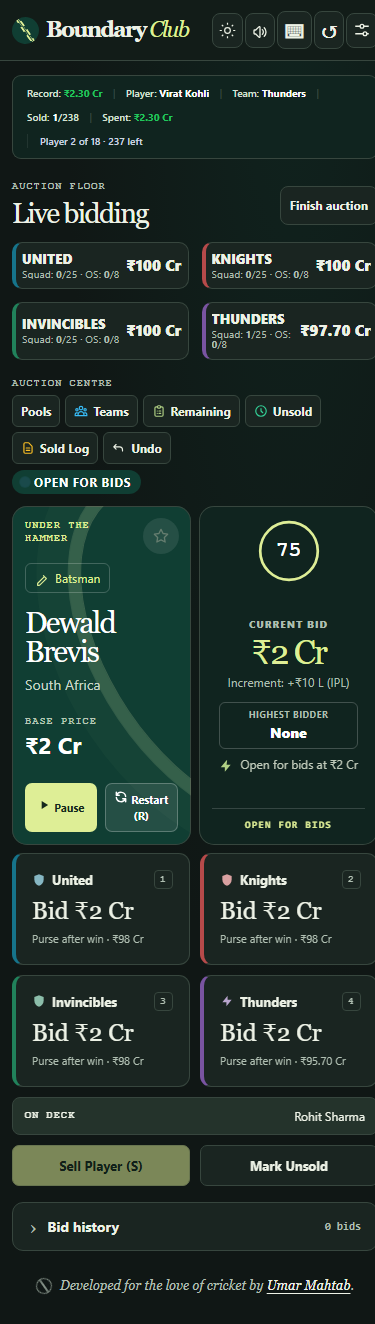 Boundary Club
Record: ₹2.30 Cr | Player: Virat Kohli | Team: Thunders |
Sold: 1/238 | Spent: ₹2.30 Cr
| Player 2 of 18 · 237 left
AUCTION FLOOR
Live bidding
Finish auction
UNITED
Squad: 0/25 · OS: 0/8
₹100 Cr
KNIGHTS
Squad: 0/25 · OS: 0/8
₹100 Cr
INVINCIBLES
Squad: 0/25 · OS: 0/8
₹100 Cr
THUNDERS
Squad: 1/25 · OS:
0/8
₹97.70 Cr
AUCTION CENTRE
Pools
Teams
Remaining
Unsold
Sold Log
Undo
OPEN FOR BIDS
UNDER THE
HAMMER
Batsman
Dewald
Brevis
South Africa
BASE PRICE
₹2 Cr
Pause
Restart
(R)
75
CURRENT BID
₹2 Cr
Increment: +₹10 L (IPL)
HIGHEST BIDDER
None
Open for bids at ₹2 Cr
OPEN FOR BIDS
United 1
Bid ₹2 Cr
Purse after win · ₹98 Cr
Knights 2
Bid ₹2 Cr
Purse after win · ₹98 Cr
Invincibles 3
Bid ₹2 Cr
Purse after win · ₹98 Cr
Thunders 4
Bid ₹2 Cr
Purse after win · ₹95.70 Cr
ON DECK Rohit Sharma
Sell Player (S)
Mark Unsold
Bid history 0 bids
Developed for the love of cricket by Umar Mahtab.